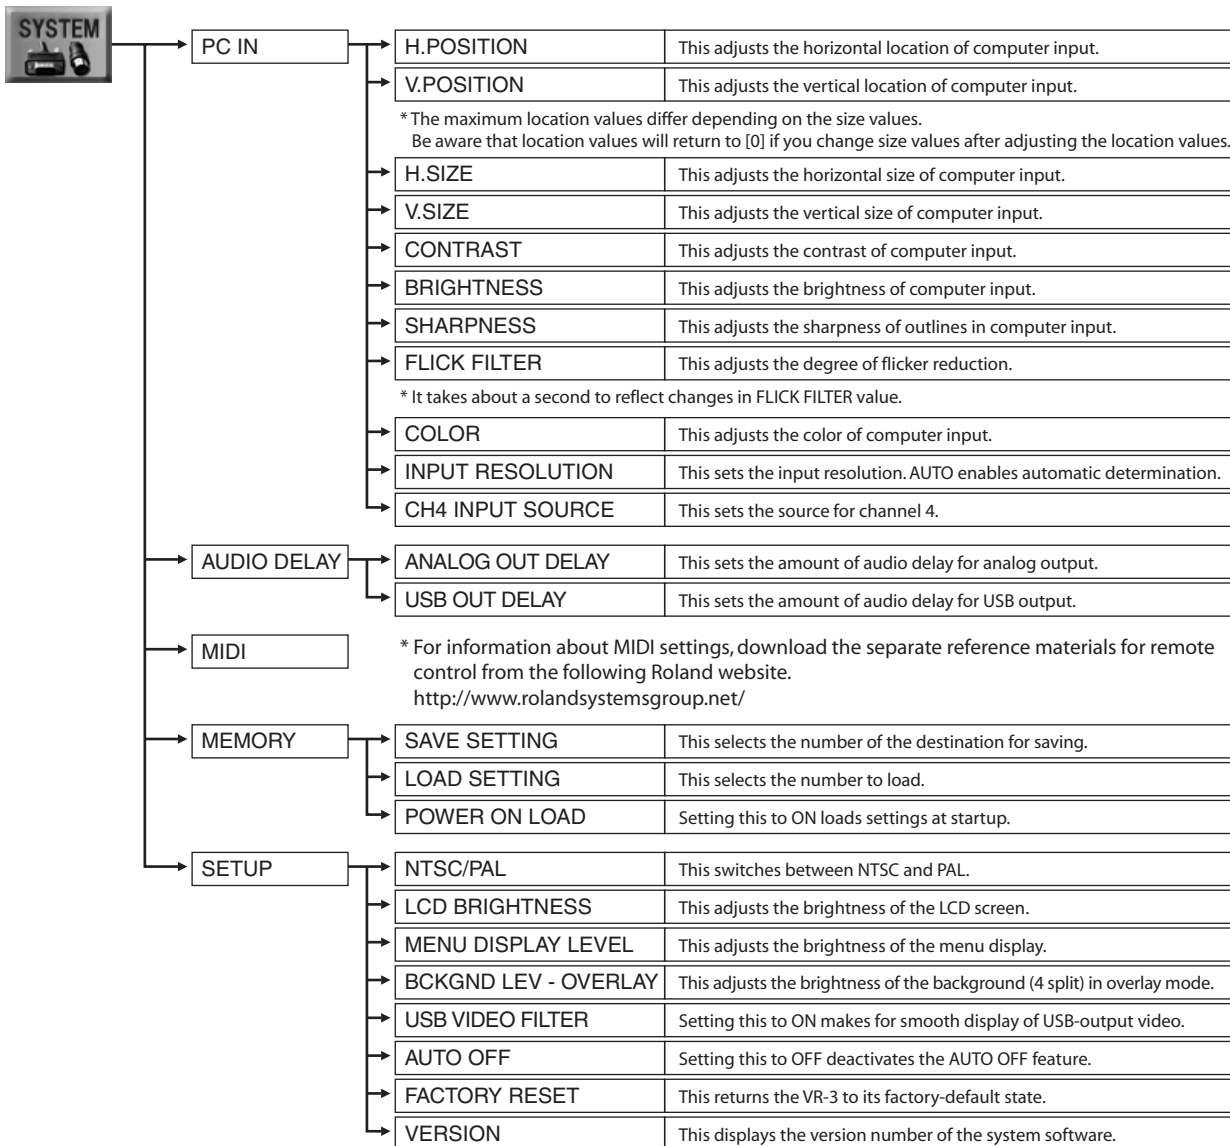 SYSTEM
PC IN
H.POSITION This adjusts the horizontal location of computer input.
V.POSITION This adjusts the vertical location of computer input.
* The maximum location values differ depending on the size values.
Be aware that location values will return to [0] if you change size values after adjusting the location values.
H.SIZE This adjusts the horizontal size of computer input.
V.SIZE This adjusts the vertical size of computer input.
CONTRAST This adjusts the contrast of computer input.
BRIGHTNESS This adjusts the brightness of computer input.
SHARPNESS This adjusts the sharpness of outlines in computer input.
FLICK FILTER This adjusts the degree of flicker reduction.
* It takes about a second to reflect changes in FLICK FILTER value.
COLOR This adjusts the color of computer input.
INPUT RESOLUTION This sets the input resolution. AUTO enables automatic determination.
CH4 INPUT SOURCE This sets the source for channel 4.
AUDIO DELAY
ANALOG OUT DELAY This sets the amount of audio delay for analog output.
USB OUT DELAY This sets the amount of audio delay for USB output.
MIDI
* For information about MIDI settings, download the separate reference materials for remote
control from the following Roland website.
http://www.rolandsystemsgroup.net/
MEMORY
SAVE SETTING This selects the number of the destination for saving.
LOAD SETTING This selects the number to load.
POWER ON LOAD Setting this to ON loads settings at startup.
SETUP
NTSC/PAL This switches between NTSC and PAL.
LCD BRIGHTNESS This adjusts the brightness of the LCD screen.
MENU DISPLAY LEVEL This adjusts the brightness of the menu display.
BCKGND LEV - OVERLAY This adjusts the brightness of the background (4 split) in overlay mode.
USB VIDEO FILTER Setting this to ON makes for smooth display of USB-output video.
AUTO OFF Setting this to OFF deactivates the AUTO OFF feature.
FACTORY RESET This returns the VR-3 to its factory-default state.
VERSION This displays the version number of the system software.